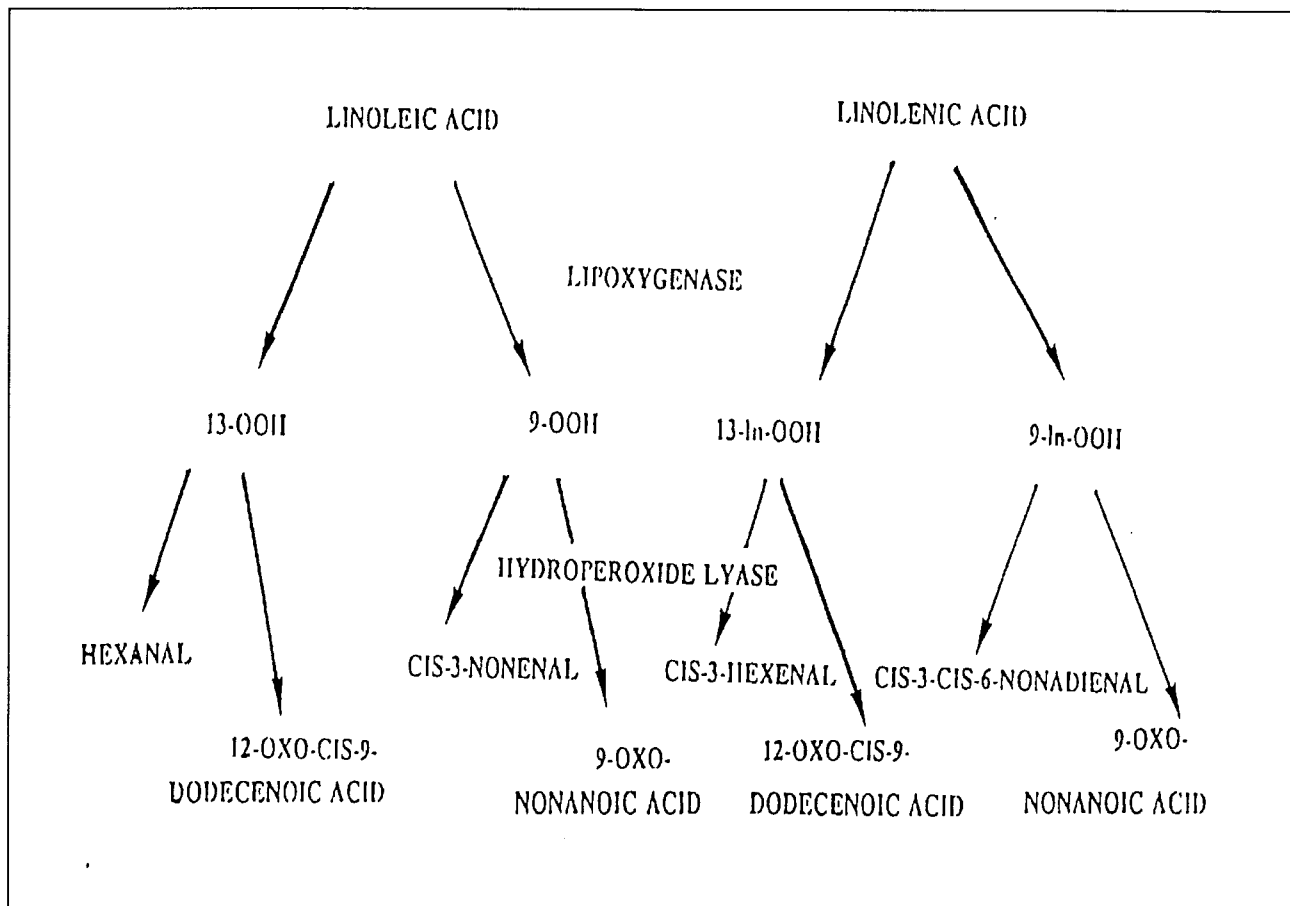 LINOLEIC ACID
LINOLENIC ACID
LIPOXYGENASE
13-OOH
9-OOH
13-ln-OOH
9-ln-OOH
HYDROPEROXIDE LYASE
HEXANAL
CIS-3-NONENAL
CIS-3-HEXENAL
CIS-3-CIS-6-NONADIENAL
12-OXO-CIS-9-
DODECENOIC ACID
9-OXO-
NONANOIC ACID
12-OXO-CIS-9-
DODECENOIC ACID
9-OXO-
NONANOIC ACID